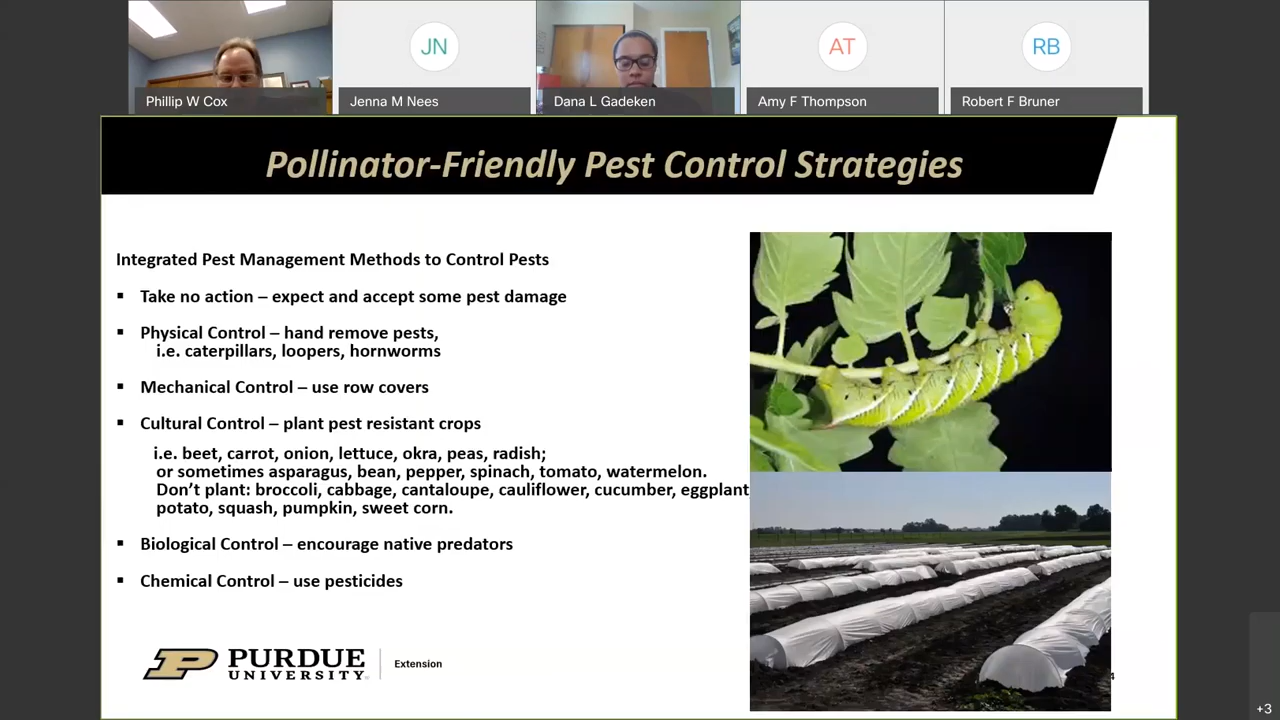 JN
AT
RB
Phillip W Cox
Jenna M Nees
Dana L Gadeken
Amy F Thompson
Robert F Bruner
Pollinator-Friendly Pest Control Strategies
Integrated Pest Management Methods to Control Pests
▪ Take no action – expect and accept some pest damage
▪ Physical Control – hand remove pests,
i.e. caterpillars, loopers, hornworms
▪ Mechanical Control – use row covers
▪ Cultural Control – plant pest resistant crops
i.e. beet, carrot, onion, lettuce, okra, peas, radish;
or sometimes asparagus, bean, pepper, spinach, tomato, watermelon.
Don’t plant: broccoli, cabbage, cantaloupe, cauliflower, cucumber, eggplant
potato, squash, pumpkin, sweet corn.
▪ Biological Control – encourage native predators
▪ Chemical Control – use pesticides
P PURDUE
UNIVERSITY
Extension
4
+3